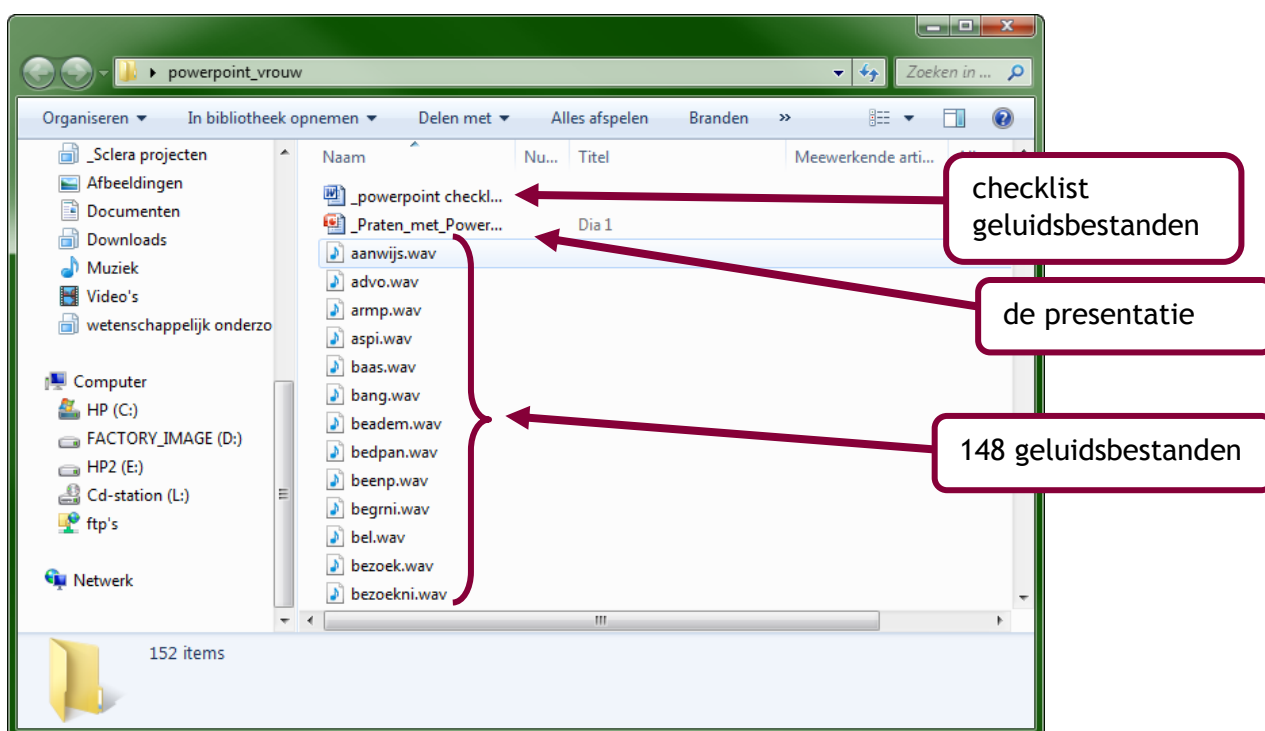 powerpoint_vrouw
Zoeken in ...
Organiseren
In bibliotheek opnemen
Delen met
Alles afspelen
Branden
»
_Sclera projecten
Afbeeldingen
Documenten
Downloads
Muziek
Video's
wetenschappelijk onderzo
Computer
HP (C:)
FACTORY_IMAGE (D:)
HP2 (E:)
Cd-station (L:)
ftp's
Netwerk
Naam Nu... Titel Meewerkende arti...
_powerpoint checkl...
_Praten_met_Power... Dia 1
aanwijs.wav
advo.wav
armp.wav
aspi.wav
baas.wav
bang.wav
beadem.wav
bedpan.wav
beenp.wav
begrni.wav
bel.wav
bezoek.wav
bezoekni.wav
checklist
geluidsbestanden
de presentatie
148 geluidsbestanden
152 items